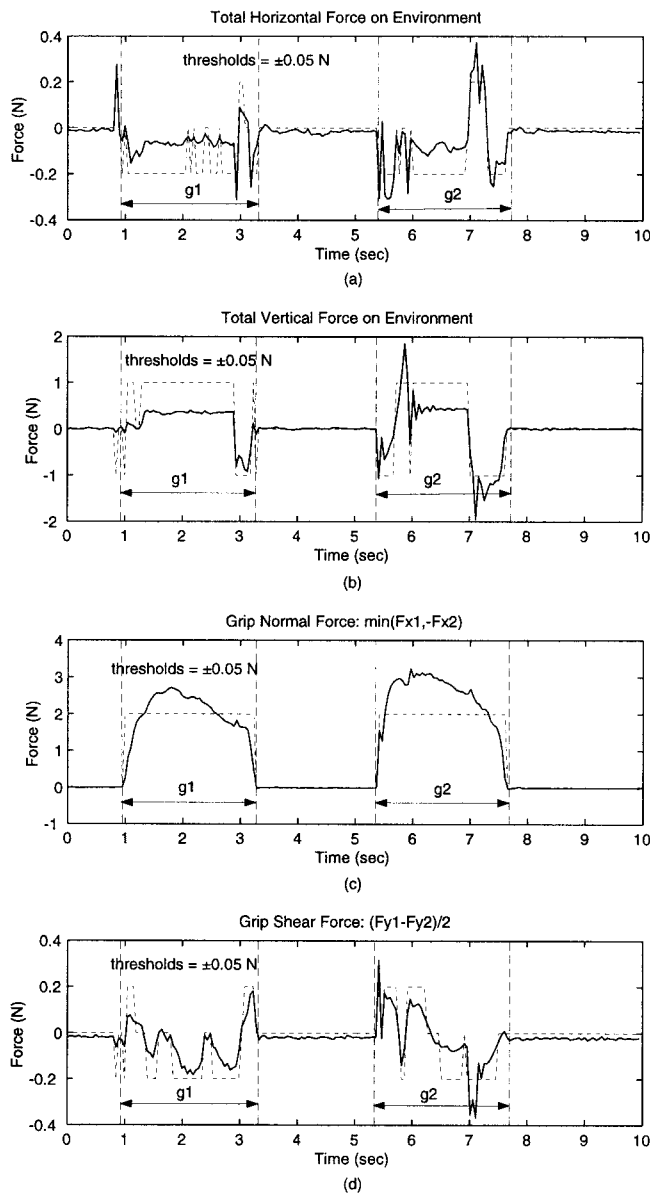 Total Horizontal Force on Environment
0.4
0.2
0
-0.2
-0.4
Force (N)
thresholds = ±0.05 N
g1
g2
0 1 2 3 4 5 6 7 8 9 10
Time (sec)
(a)
Total Vertical Force on Environment
2
1
0
-1
-2
Force (N)
thresholds = ±0.05 N
g1
g2
0 1 2 3 4 5 6 7 8 9 10
Time (sec)
(b)
Grip Normal Force: min(Fx1,-Fx2)
4
3
2
1
0
-1
Force (N)
thresholds = ±0.05 N
g1
g2
0 1 2 3 4 5 6 7 8 9 10
Time (sec)
(c)
Grip Shear Force: (Fy1-Fy2)/2
0.4
0.2
0
-0.2
-0.4
Force (N)
thresholds = ±0.05 N
g1
g2
0 1 2 3 4 5 6 7 8 9 10
Time (sec)
(d)